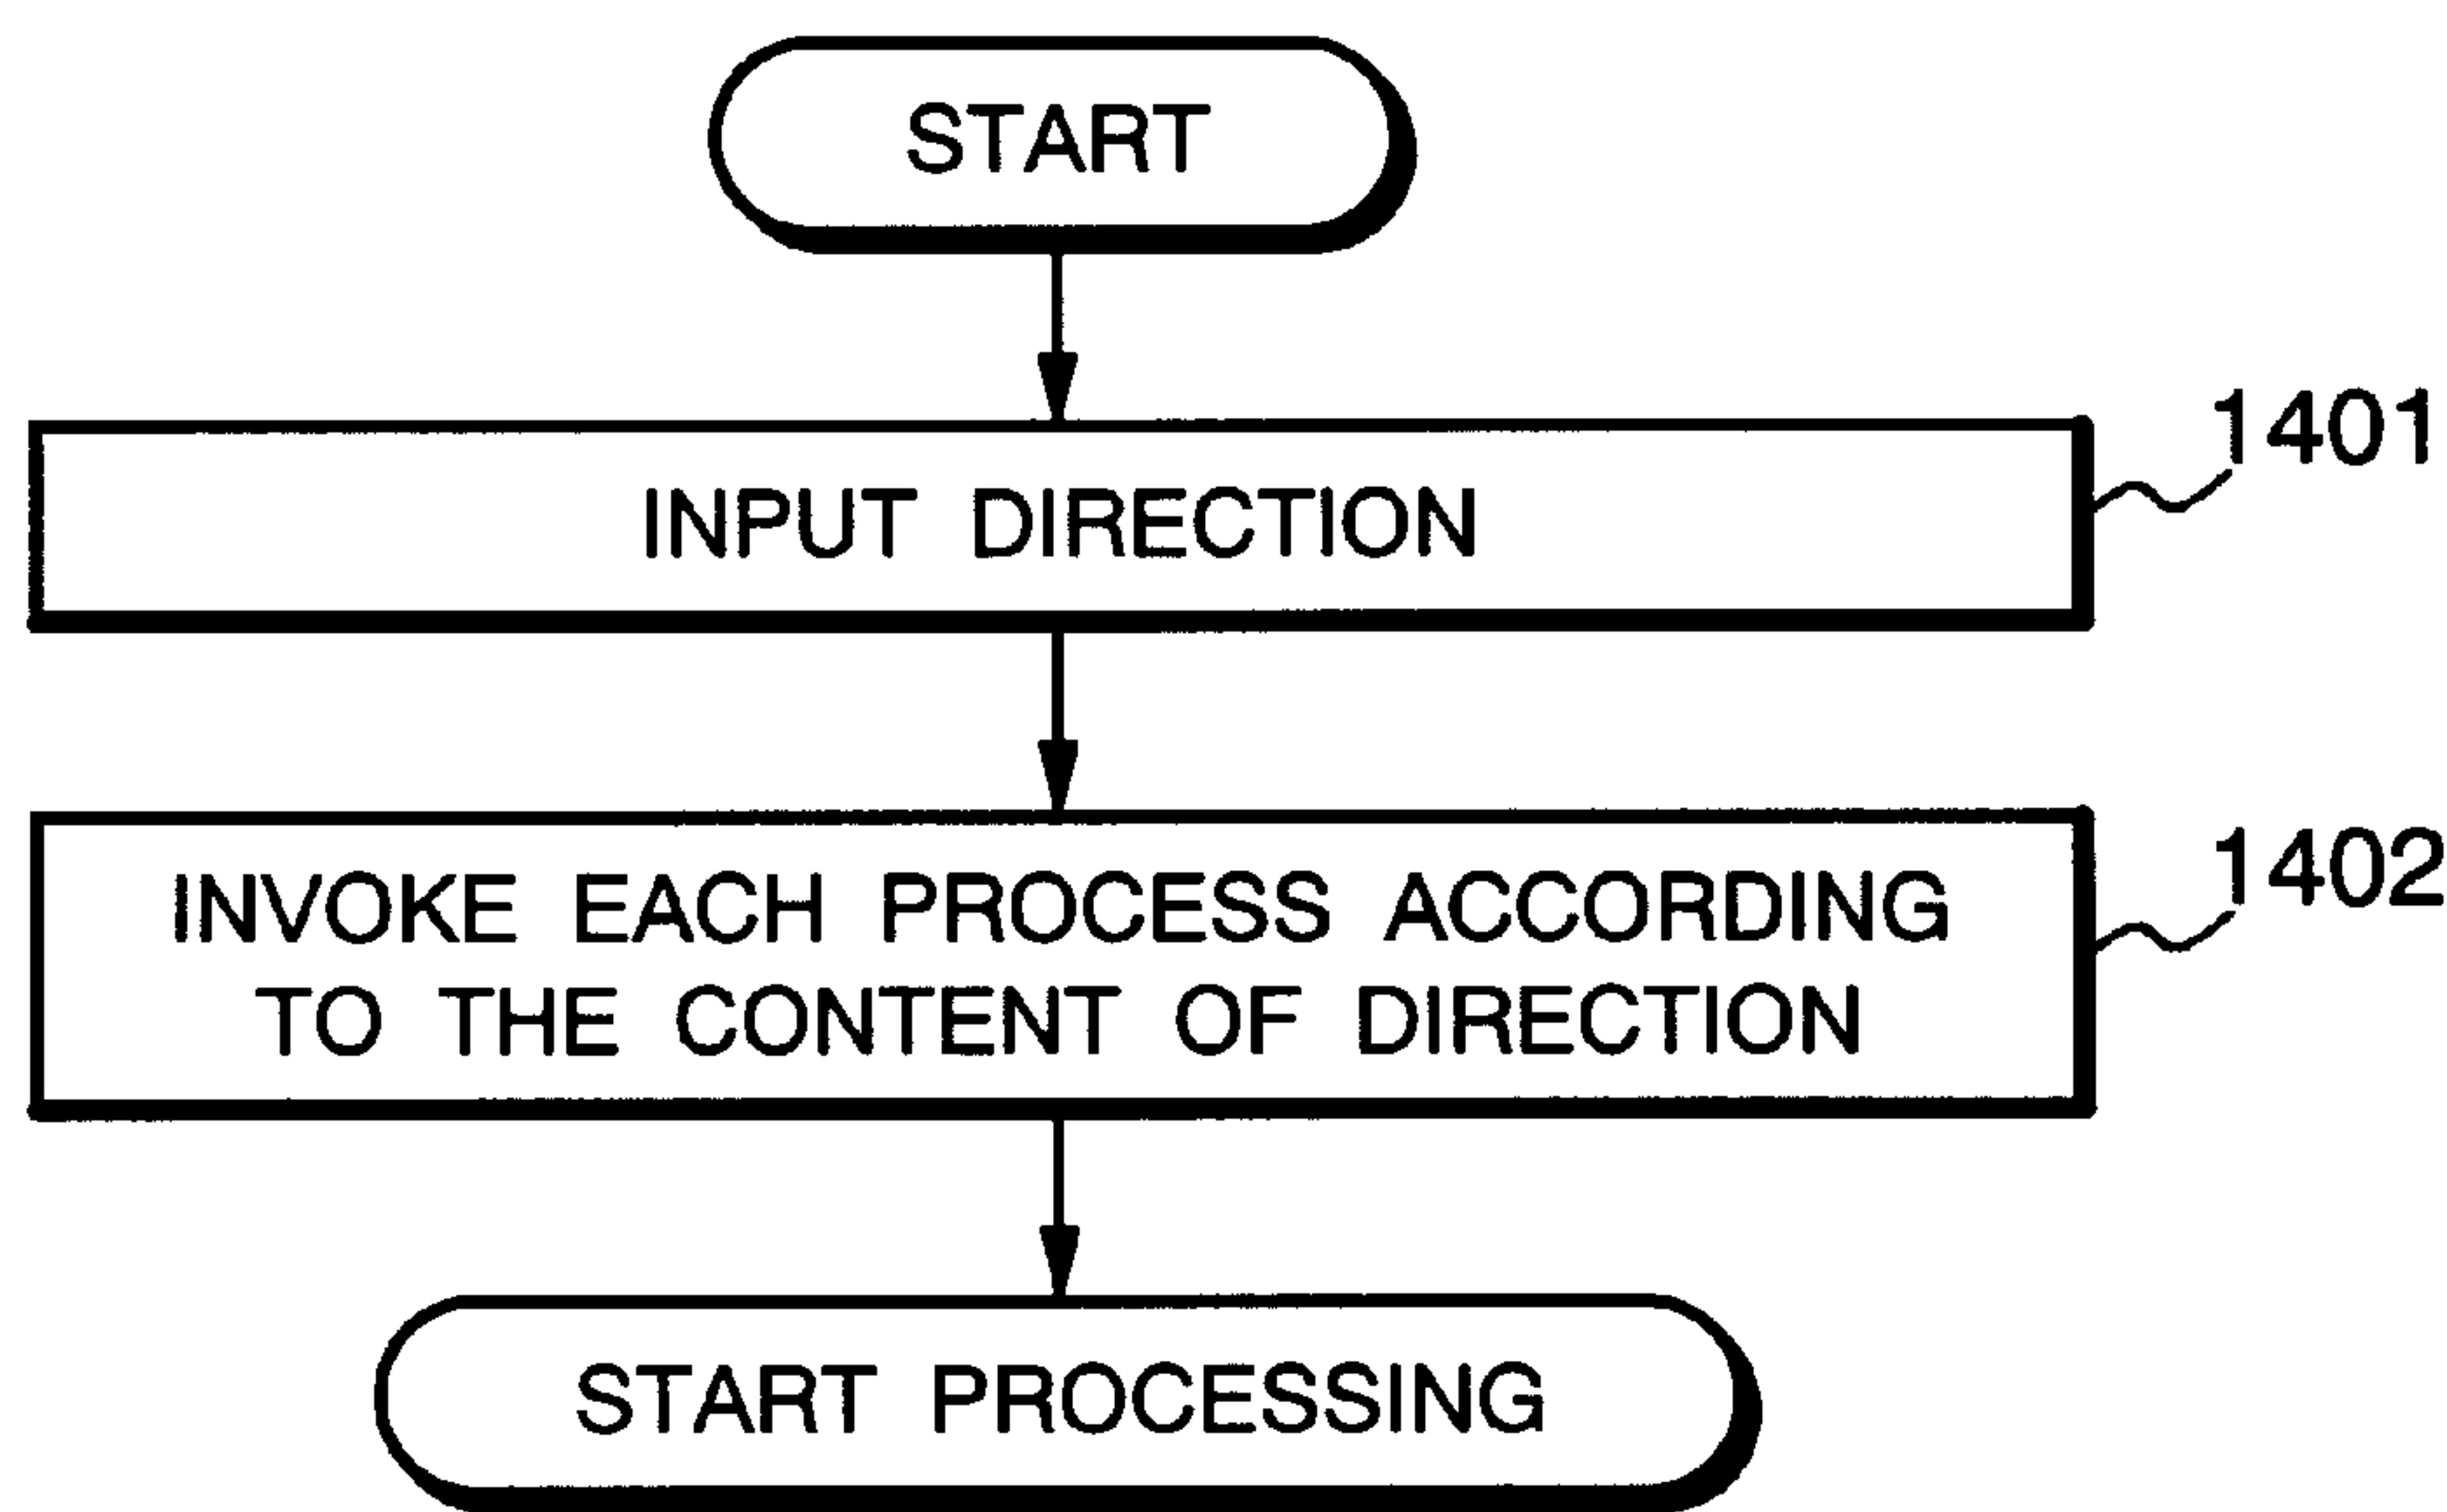 START
1401
INPUT DIRECTION
1402
INVOKE EACH PROCESS ACCORDING
TO THE CONTENT OF DIRECTION
START PROCESSING